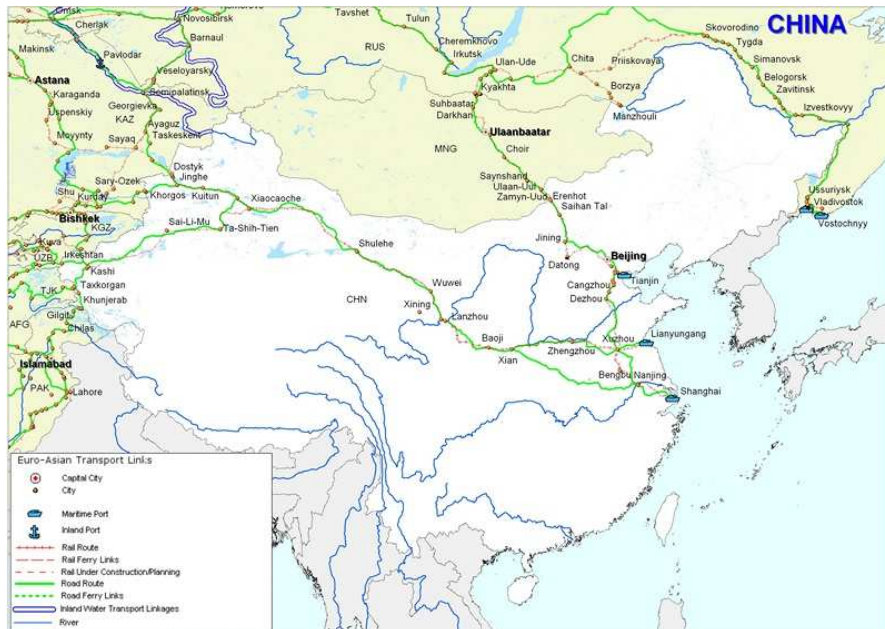 CHINA
Omsk
Cherlak
Novosibirsk
Barnaul
Tavshet
Tulun
Skovorodino
Tygda
Makinsk
Pavlodar
RUS
Cheremkhovo
Irkutsk
Ulan-Ude
Chita
Priiskovaya
Simanovsk
Astana
Veseloyarsky
Kyakhta
Borzya
Belogorsk
Zavitinsk
Karaganda
Semipalatinsk
Suhbaatar
Manzhouli
Izvestkovyy
Uspenskiy
Georgievka
KAZ
Darkhan
Moyynty
Ayaguz
Ulaanbaatar
Sayaq
Taskeskent
MNG
Choir
Dostyk
Jinghe
Saynshand
Ulaan-Uul
Erenhot
Shu
Sary-Ozek
Kurday
Khorgos
Kuitun
Xiaocaohe
Zamyn-Uud
Saihan Tal
Ussuriysk
Vladivostok
Vostochnyy
Bishkek
KGZ
Sai-Li-Mu
Ta-Shih-Tien
Kuva
UZB
Irkeshtan
Shulehe
Jining
Beijing
Kashi
Datong
Tianjin
TJK
Taxkorgan
Wuwei
Cangzhou
Khunjerab
CHN
Xining
Dezhou
AFG
Gilgit
Chilas
Lanzhou
Baoji
Xuzhou
Lianyungang
Xian
Zhengzhou
Islamabad
PAK
Lahore
Bengbu
Nanjing
Shanghai
Euro-Asian Transport Links
Capital City
City
Maritime Port
Inland Port
Rail Route
Rail Ferry Links
Rail Under Construction/Planning
Road Route
Road Ferry Links
Inland Water Transport Linkages
River